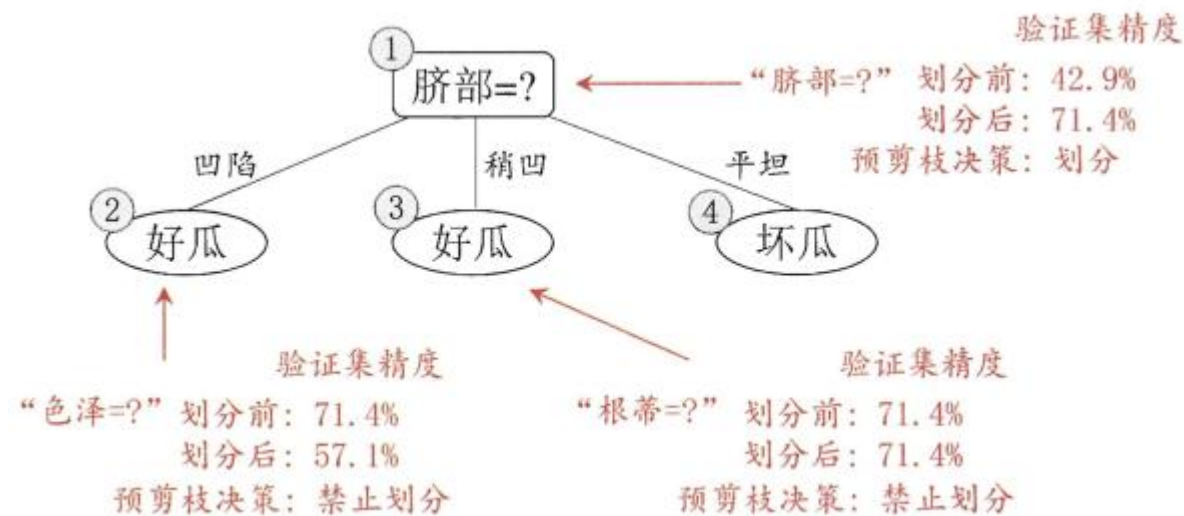 验证集精度
①
脐部=?
“脐部=?” 划分前: 42.9%
划分后: 71.4%
预剪枝决策: 划分
凹陷
稍凹
平坦
②
好瓜
③
好瓜
④
坏瓜
验证集精度
“色泽=?” 划分前: 71.4%
划分后: 57.1%
预剪枝决策: 禁止划分
验证集精度
“根蒂=?” 划分前: 71.4%
划分后: 71.4%
预剪枝决策: 禁止划分